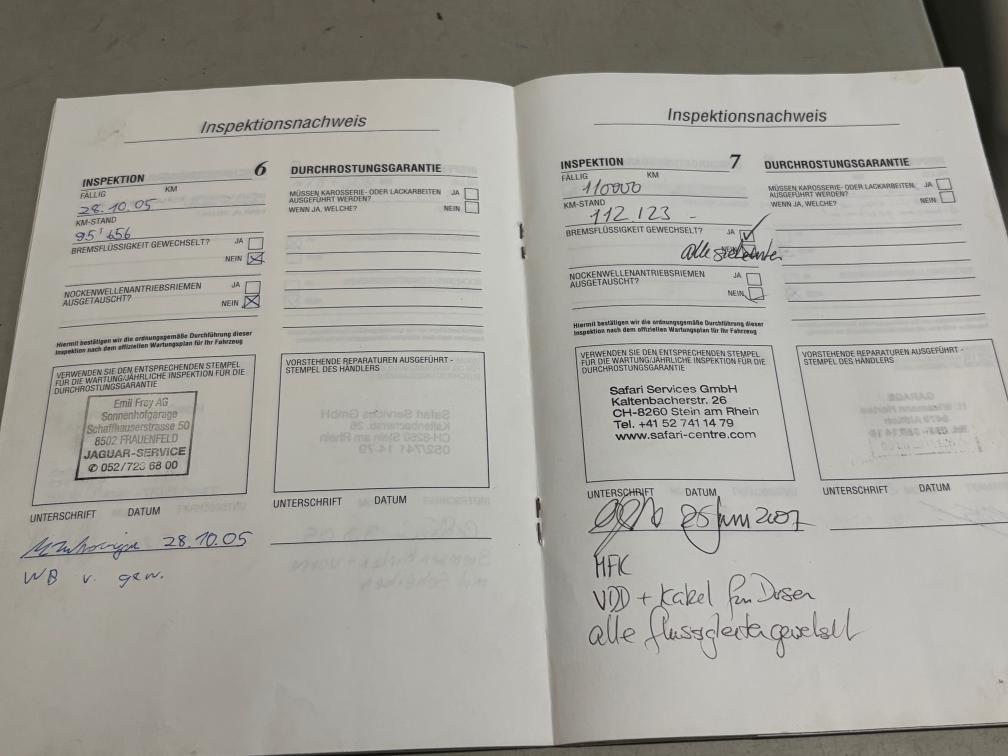 Inspektionsnachweis
6
INSPEKTION
FÄLLIG KM
28.10.05
KM-STAND
95'656
BREMSFLÜSSIGKEIT GEWECHSELT? JA
NEIN
NOCKENWELLENANTRIEBSRIEMEN
AUSGETAUSCHT? JA
NEIN
Hiermit bestätigen wir die ordnungsgemäße Durchführung dieser
Inspektion nach dem offiziellen Wartungsplan für Ihr Fahrzeug
VERWENDEN SIE DEN ENTSPRECHENDEN STEMPEL
FÜR DIE WARTUNG/JÄHRLICHE INSPEKTION FÜR DIE
DURCHROSTUNGSGARANTIE
Emil Frey AG
Sonnenhofgarage
Schaffhauserstrasse 50
8502 FRAUENFELD
JAGUAR-SERVICE
✆ 052/723 68 00
UNTERSCHRIFT DATUM
28.10.05
WB v. gew.
DURCHROSTUNGSGARANTIE
MÜSSEN KAROSSERIE- ODER LACKARBEITEN
AUSGEFÜHRT WERDEN? JA
WENN JA, WELCHE? NEIN
VORSTEHENDE REPARATUREN AUSGEFÜHRT -
STEMPEL DES HÄNDLERS
UNTERSCHRIFT DATUM
Inspektionsnachweis
7
INSPEKTION
FÄLLIG KM
110000
KM-STAND
112.123 -
BREMSFLÜSSIGKEIT GEWECHSELT? JA
alle
NOCKENWELLENANTRIEBSRIEMEN
AUSGETAUSCHT? JA
NEIN
Hiermit bestätigen wir die ordnungsgemäße Durchführung dieser
Inspektion nach dem offiziellen Wartungsplan für Ihr Fahrzeug
VERWENDEN SIE DEN ENTSPRECHENDEN STEMPEL
FÜR DIE WARTUNG/JÄHRLICHE INSPEKTION FÜR DIE
DURCHROSTUNGSGARANTIE
Safari Services GmbH
Kaltenbacherstr. 26
CH-8260 Stein am Rhein
Tel. +41 52 741 14 79
www.safari-centre.com
UNTERSCHRIFT DATUM
25 Juni 2007
MFK
VDD + Kabel für Dosen
alle
DURCHROSTUNGSGARANTIE
MÜSSEN KAROSSERIE- ODER LACKARBEITEN
AUSGEFÜHRT WERDEN? JA
WENN JA, WELCHE? NEIN
VORSTEHENDE REPARATUREN AUSGEFÜHRT -
STEMPEL DES HÄNDLERS
UNTERSCHRIFT DATUM